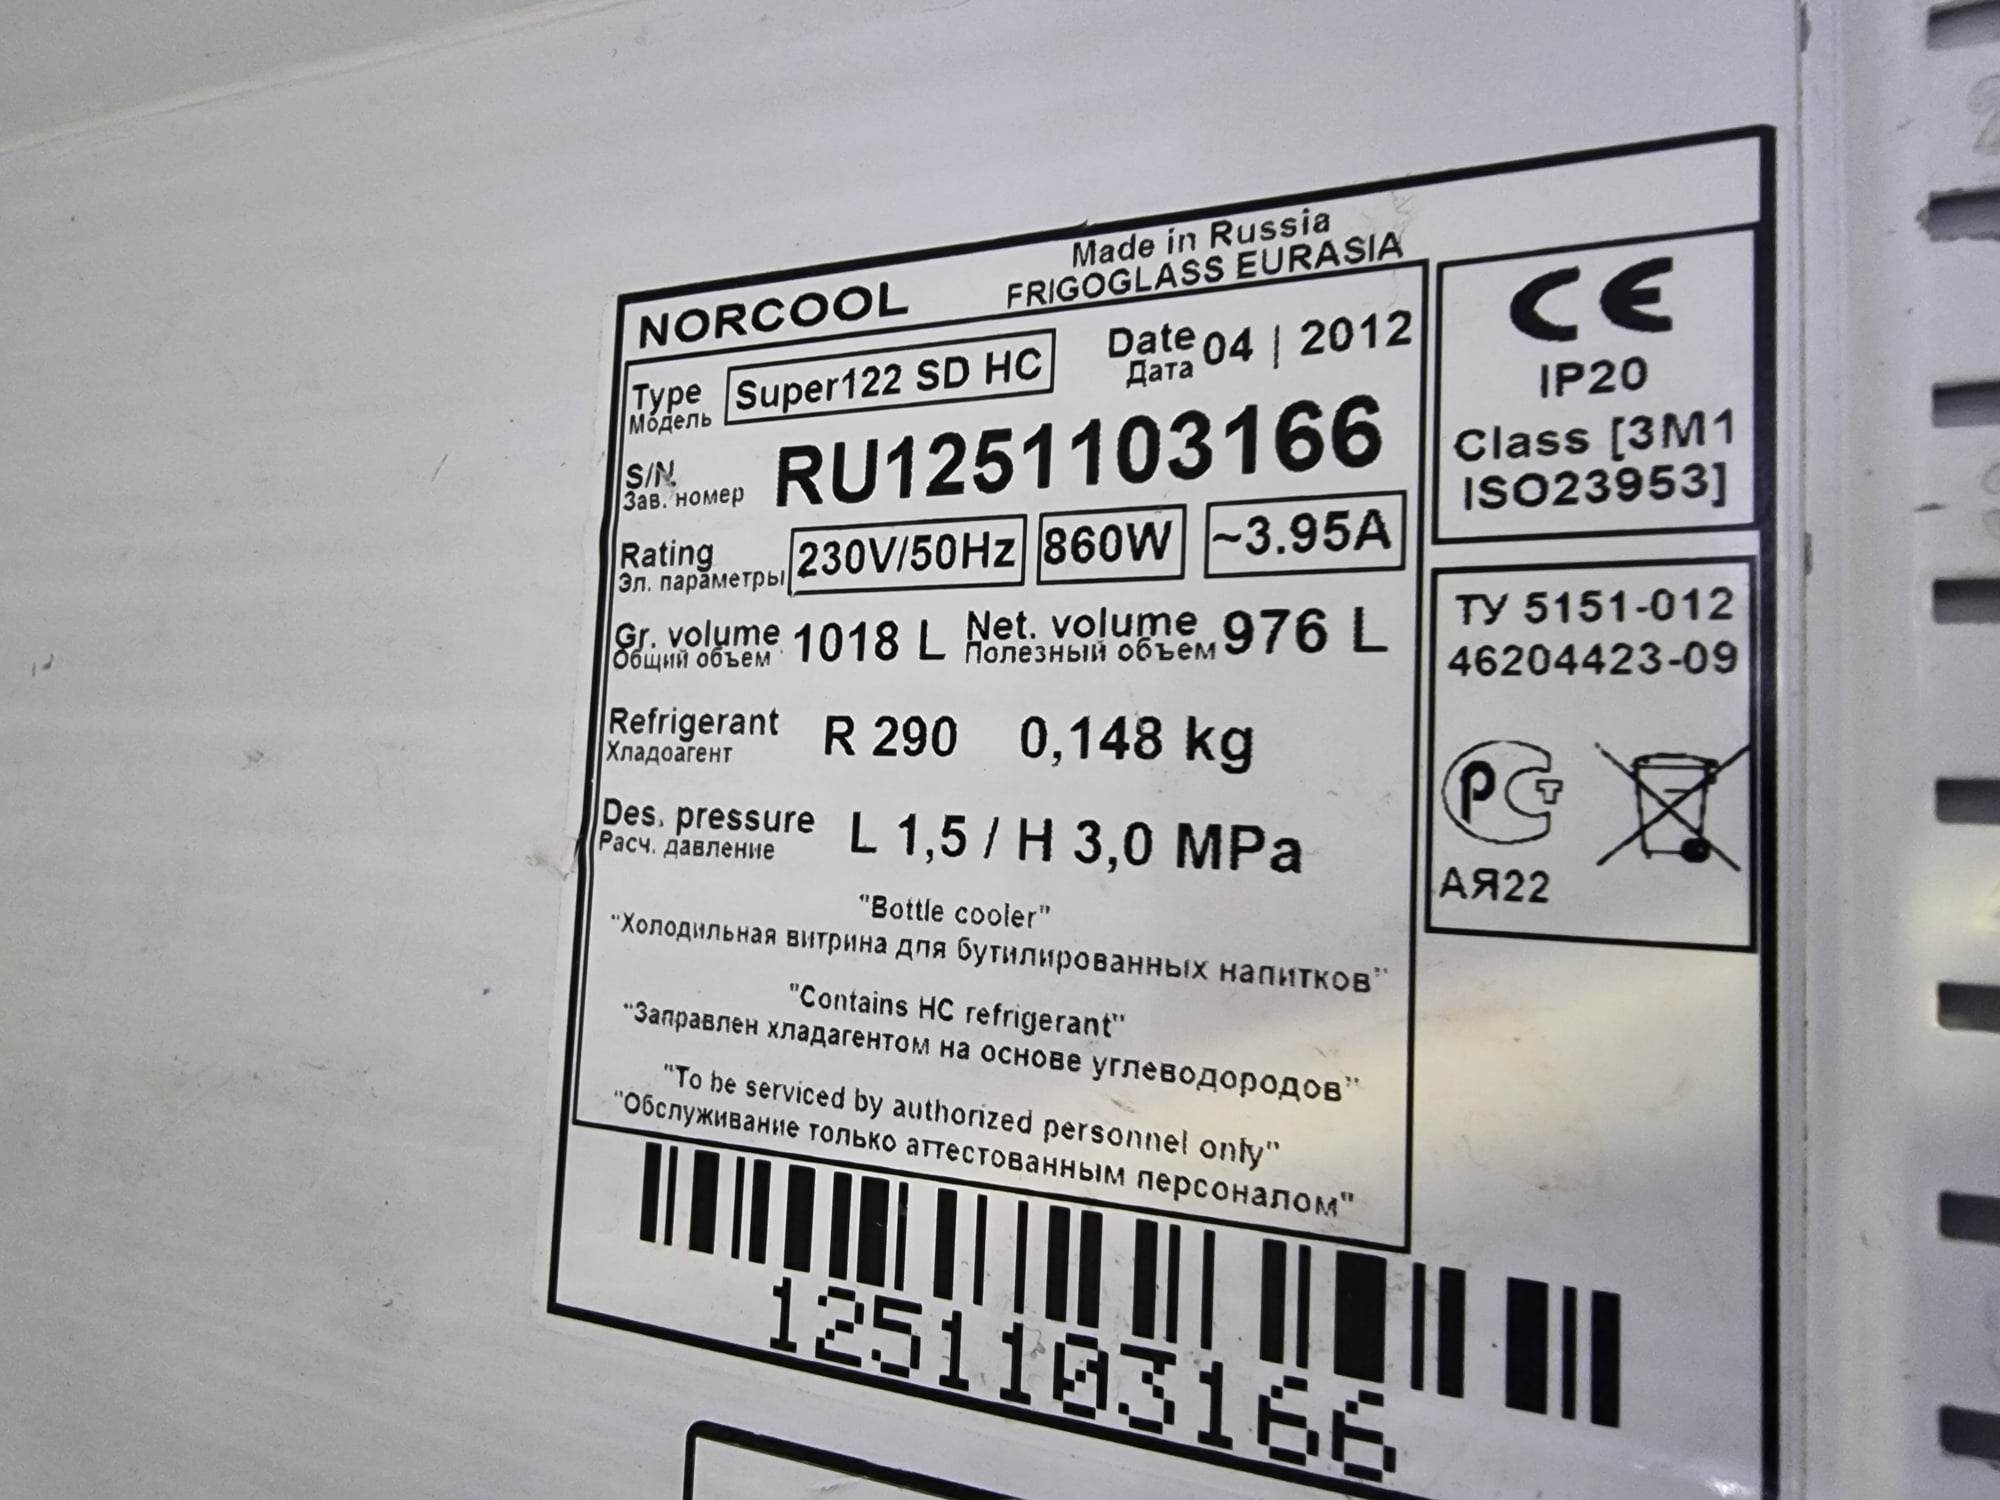 Made in Russia
NORCOOL FRIGOGLASS EURASIA
Type Super122 SD HC Date 04 | 2012
Модель Дата
S/N. RU1251103166
Зав. номер
Rating 230V/50Hz 860W ~3.95A
Эл. параметры
Gr. volume 1018 L Net. volume 976 L
Общий объем Полезный объем
Refrigerant R 290 0,148 kg
Хладоагент
Des. pressure L 1,5 / H 3,0 MPa
Расч. давление
"Bottle cooler"
"Холодильная витрина для бутилированных напитков"
"Contains HC refrigerant"
"Заправлен хладагентом на основе углеводородов"
"To be serviced by authorized personnel only"
"Обслуживание только аттестованным персоналом"
1251103166
CE
IP20
Class [3M1
ISO23953]
ТУ 5151-012
46204423-09
РСТ
АЯ22